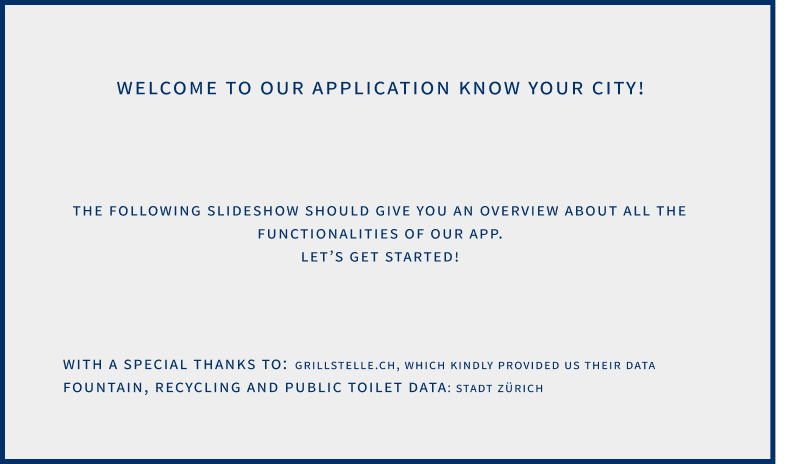 WELCOME TO OUR APPLICATION KNOW YOUR CITY!
THE FOLLOWING SLIDESHOW SHOULD GIVE YOU AN OVERVIEW ABOUT ALL THE
FUNCTIONALITIES OF OUR APP.
LET'S GET STARTED!
WITH A SPECIAL THANKS TO: GRILLSTELLE.CH, WHICH KINDLY PROVIDED US THEIR DATA
FOUNTAIN, RECYCLING AND PUBLIC TOILET DATA: STADT ZÜRICH